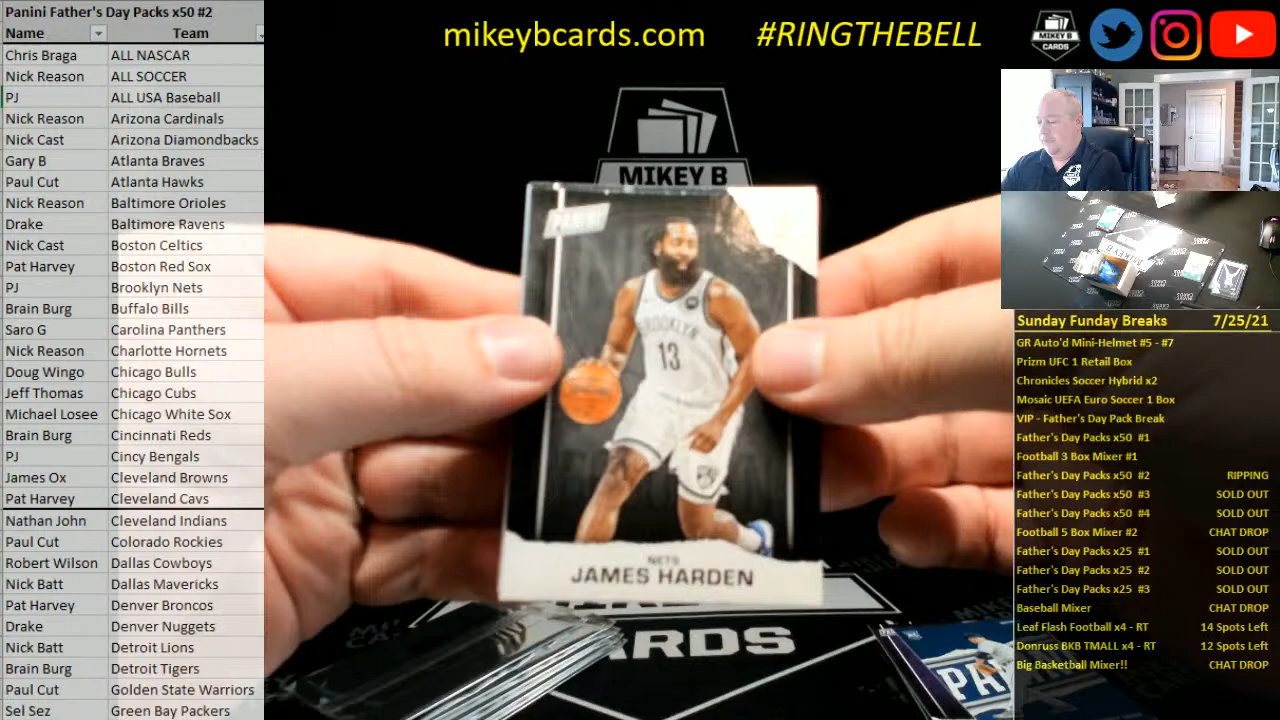 Panini Father's Day Packs x50 #2
Name Team
Chris Braga ALL NASCAR
Nick Reason ALL SOCCER
PJ ALL USA Baseball
Nick Reason Arizona Cardinals
Nick Cast Arizona Diamondbacks
Gary B Atlanta Braves
Paul Cut Atlanta Hawks
Nick Reason Baltimore Orioles
Drake Baltimore Ravens
Nick Cast Boston Celtics
Pat Harvey Boston Red Sox
PJ Brooklyn Nets
Brain Burg Buffalo Bills
Saro G Carolina Panthers
Nick Reason Charlotte Hornets
Doug Wingo Chicago Bulls
Jeff Thomas Chicago Cubs
Michael Losee Chicago White Sox
Brain Burg Cincinnati Reds
PJ Cincy Bengals
James Ox Cleveland Browns
Pat Harvey Cleveland Cavs
Nathan John Cleveland Indians
Paul Cut Colorado Rockies
Robert Wilson Dallas Cowboys
Nick Batt Dallas Mavericks
Pat Harvey Denver Broncos
Drake Denver Nuggets
Nick Batt Detroit Lions
Brain Burg Detroit Tigers
Paul Cut Golden State Warriors
Sel Sez Green Bay Packers
mikeybcards.com #RINGTHEBELL
MIKEY B
CARDS
MIKEY B
PANINI
BROOKLYN
13
NETS
JAMES HARDEN
CARDS
Sunday Funday Breaks 7/25/21
GR Auto'd Mini-Helmet #5 - #7
Prizm UFC 1 Retail Box
Chronicles Soccer Hybrid x2
Mosaic UEFA Euro Soccer 1 Box
VIP - Father's Day Pack Break
Father's Day Packs x50 #1
Football 3 Box Mixer #1
Father's Day Packs x50 #2 RIPPING
Father's Day Packs x50 #3 SOLD OUT
Father's Day Packs x50 #4 SOLD OUT
Football 5 Box Mixer #2 CHAT DROP
Father's Day Packs x25 #1 SOLD OUT
Father's Day Packs x25 #2 SOLD OUT
Father's Day Packs x25 #3 SOLD OUT
Baseball Mixer CHAT DROP
Leaf Flash Football x4 - RT 14 Spots Left
Donruss BKB TMALL x4 - RT 12 Spots Left
Big Basketball Mixer!! CHAT DROP